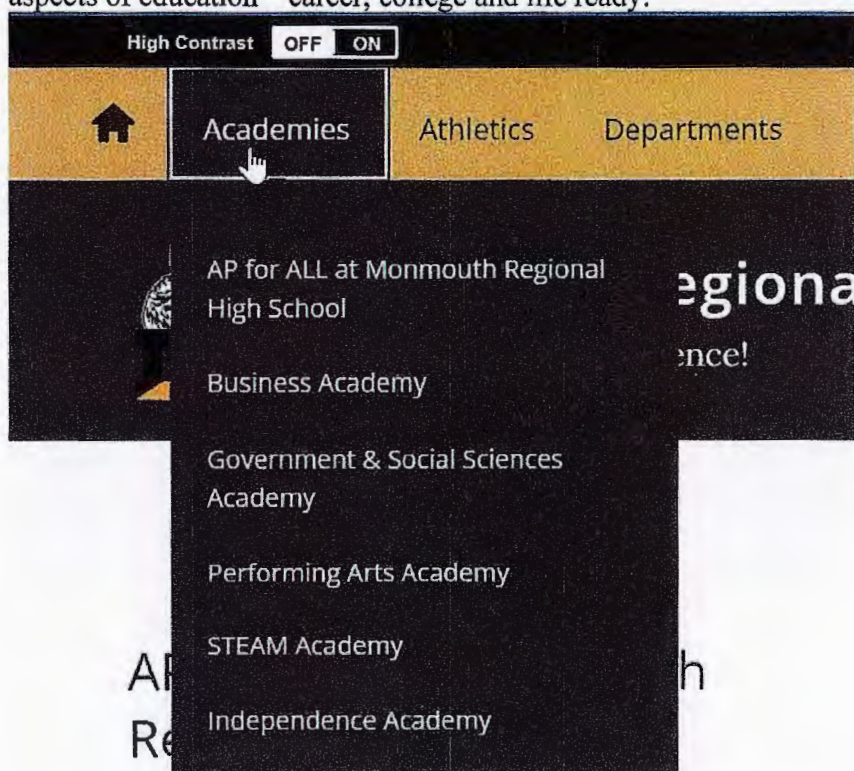 aspects of education – career, college and life ready.
High Contrast OFF ON
Academies Athletics Departments
AP for ALL at Monmouth Regional
High School
Business Academy
Government & Social Sciences
Academy
Performing Arts Academy
STEAM Academy
Independence Academy